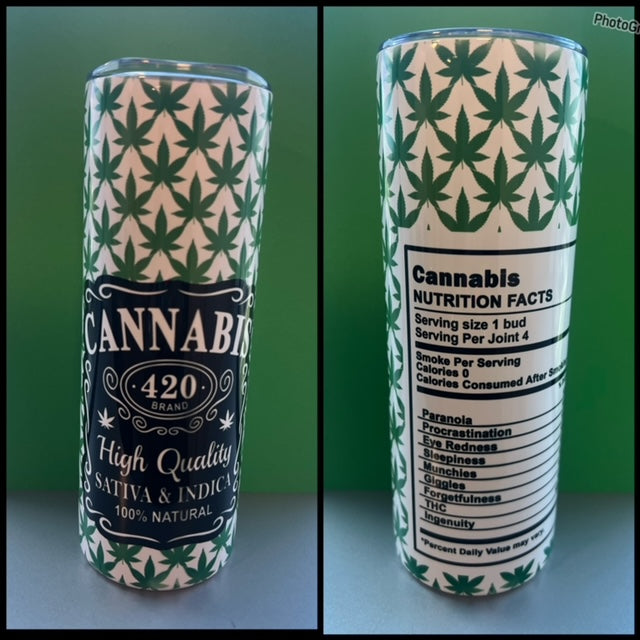 CANNABIS
· 420 ·
BRAND
High Quality
SATIVA & INDICA
100% NATURAL
Cannabis
NUTRITION FACTS
Serving size 1 bud
Serving Per Joint 4
Smoke Per Serving
Calories 0
Calories Consumed After
Paranoia
Procrastination
Eye Redness
Sleepiness
Munchies
Giggles
Forgetfulness
THC
Ingenuity
*Percent Daily Value may vary